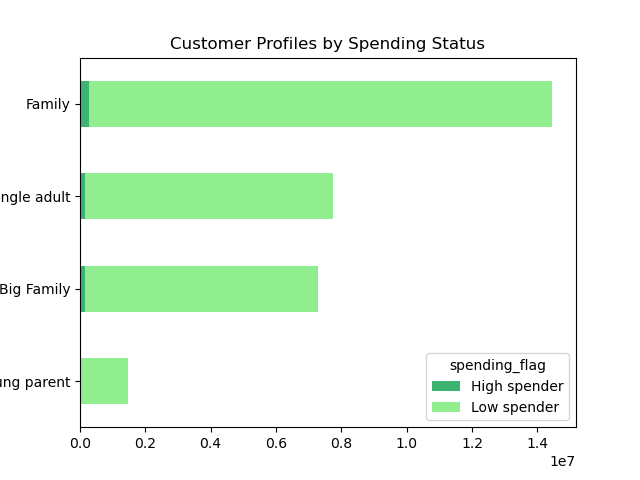 Customer Profiles by Spending Status
Family
ngle adult
Big Family
ung parent
spending_flag
High spender
Low spender
0.0 0.2 0.4 0.6 0.8 1.0 1.2 1.4
1e7